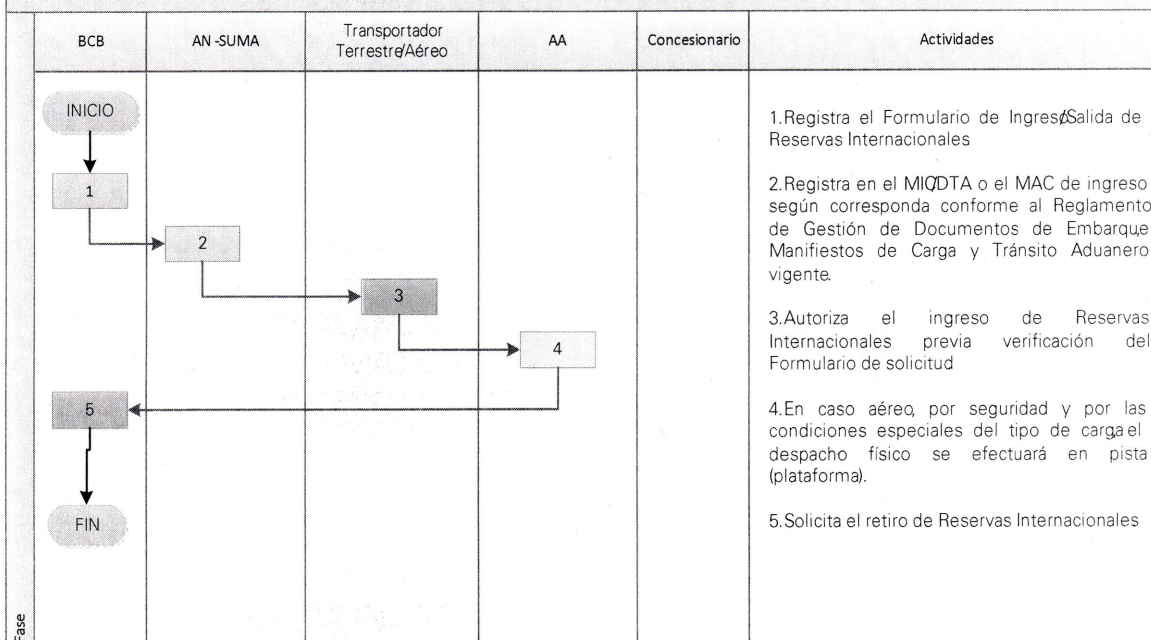 BCB
AN -SUMA
Transportador
Terrestre/Aéreo
AA
Concesionario
Actividades
INICIO
1
2
3
4
5
FIN
1.Registra el Formulario de Ingreso/Salida de
Reservas Internacionales
2.Registra en el MIC/DTA o el MAC de ingreso
según corresponda conforme al Reglamento
de Gestión de Documentos de Embarque,
Manifiestos de Carga y Tránsito Aduanero
vigente.
3.Autoriza el ingreso de Reservas
Internacionales previa verificación del
Formulario de solicitud
4.En caso aéreo, por seguridad y por las
condiciones especiales del tipo de carga, el
despacho físico se efectuará en pista
(plataforma).
5.Solicita el retiro de Reservas Internacionales
Fase